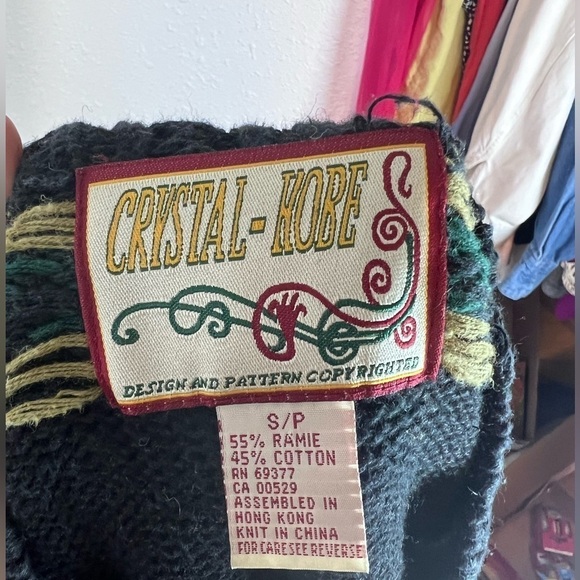 CRYSTAL-KOBE
DESIGN AND PATTERN COPYRIGHTED
S/P
55% RAMIE
45% COTTON
RN 69377
CA 00529
ASSEMBLED IN
HONG KONG
KNIT IN CHINA
FOR CARE SEE REVERSE